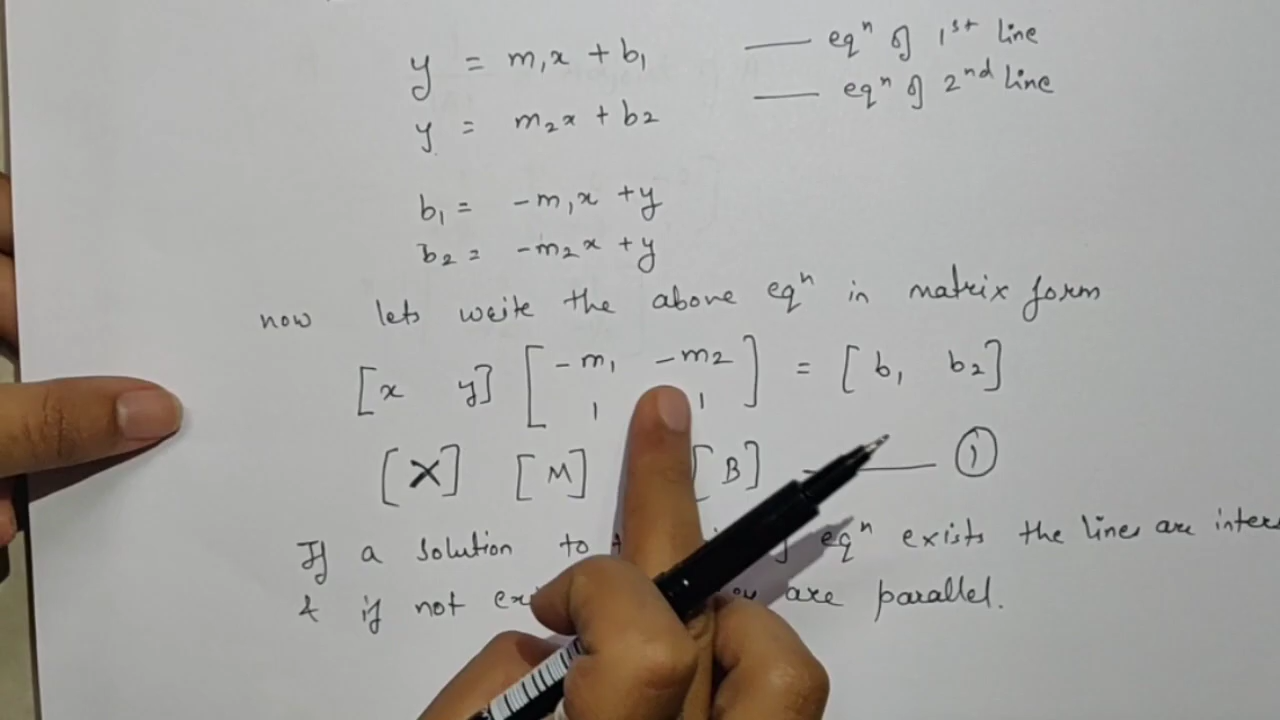 y = m₁x + b₁ —— eqⁿ of 1ˢᵗ line
y = m₂x + b₂ —— eqⁿ of 2ⁿᵈ line
b₁ = -m₁x + y
b₂ = -m₂x + y
now lets write the above eqⁿ in matrix form
[x y] [-m₁ -m₂ = [b₁ b₂]
1 1]
[X] [M] [B] —— ①
If a solution to eqⁿ exists the lines are
& if not are parallel.